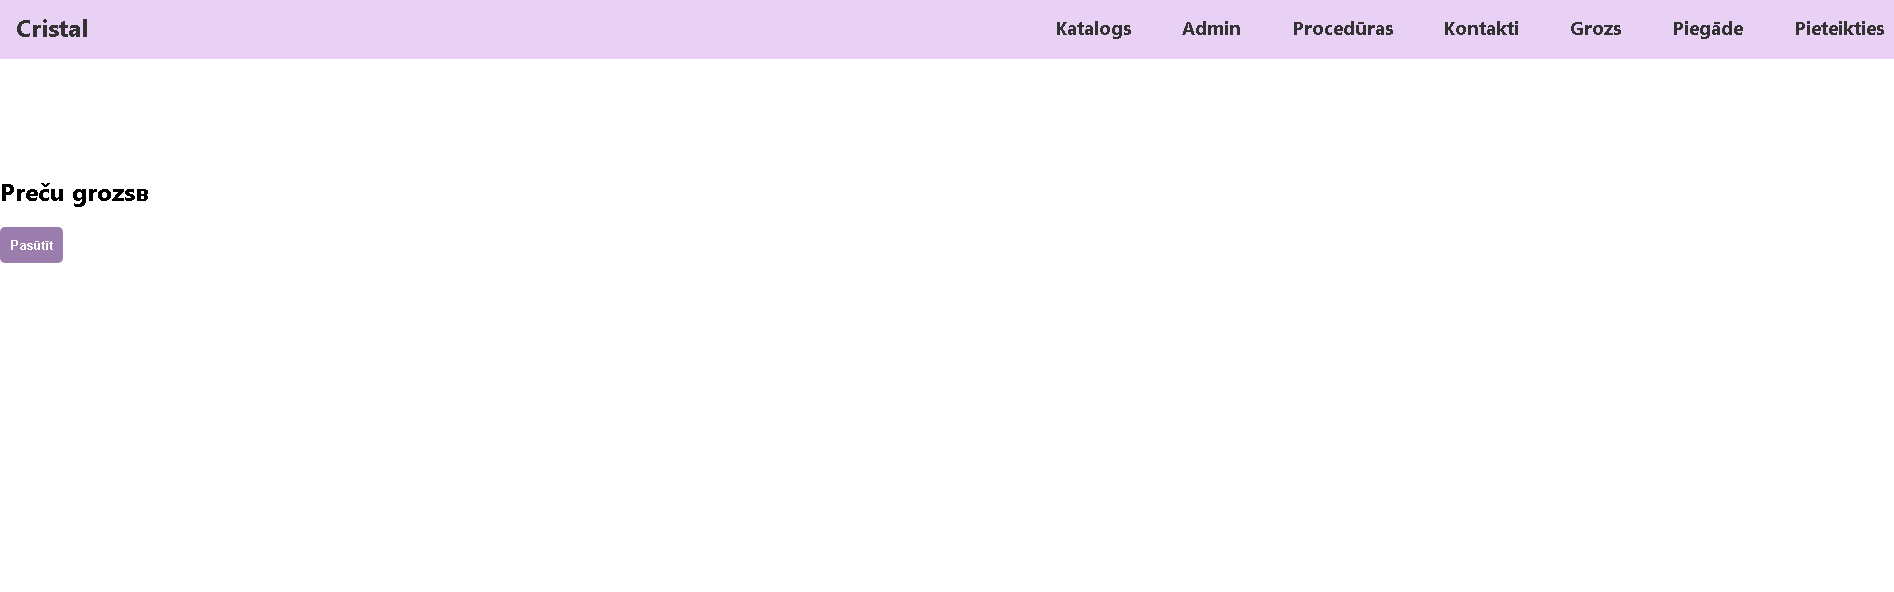 Cristal Katalogs Admin Procedūras Kontakti Grozs Piegāde Pieteikties
Preču grozsв
Pasūtīt